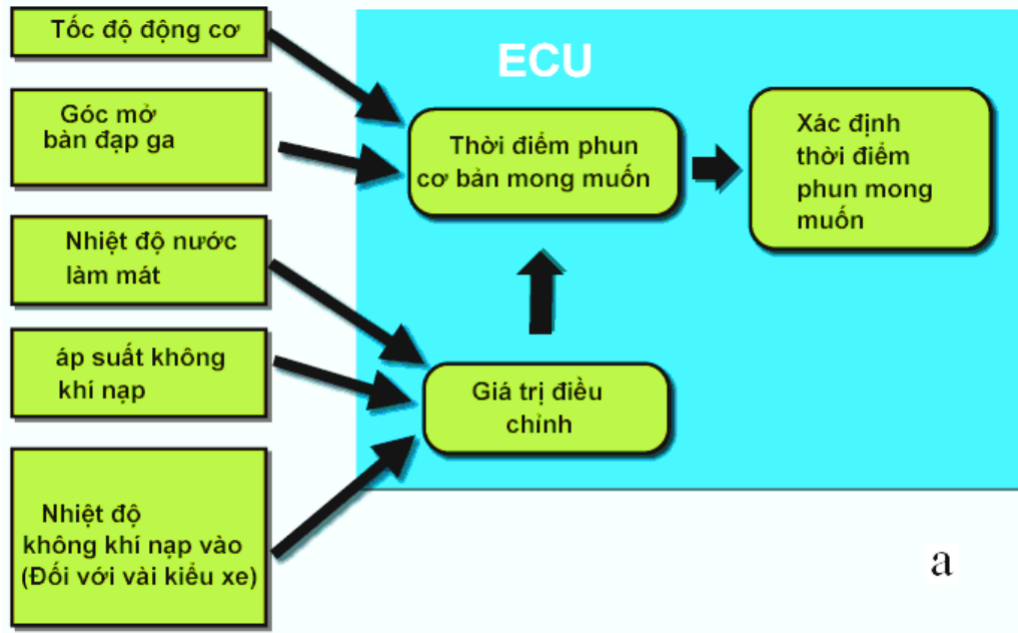 Tốc độ động cơ
Góc mở
bàn đạp ga
Nhiệt độ nước
làm mát
áp suất không
khí nạp
Nhiệt độ
không khí nạp vào
(Đối với vài kiểu xe)
ECU
Thời điểm phun
cơ bản mong muốn
Xác định
thời điểm
phun mong
muốn
Giá trị điều
chỉnh
a